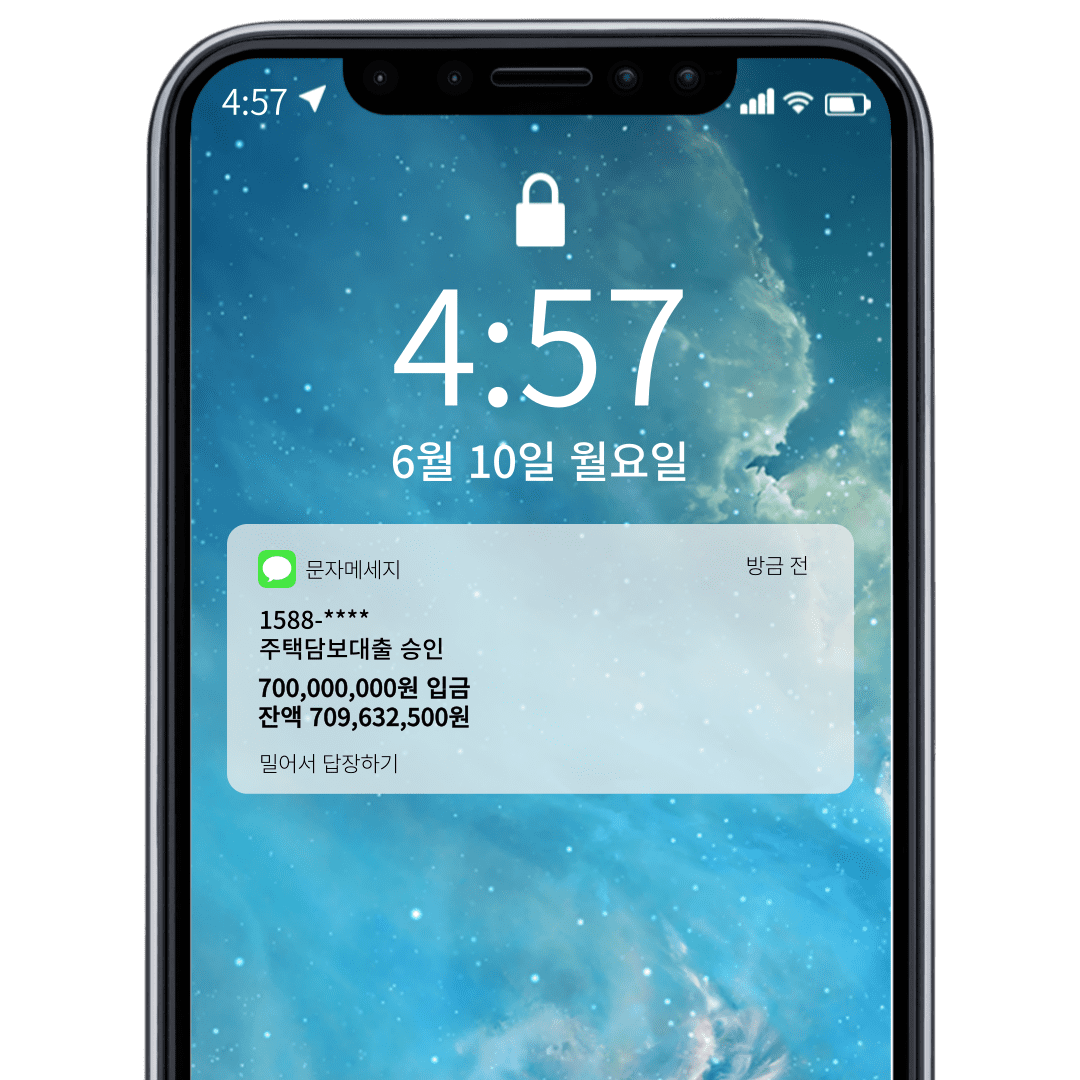 4:57
4:57
6월 10일 월요일
문자메세지
방금 전
1588-****
주택담보대출 승인
700,000,000원 입금
잔액 709,632,500원
밀어서 답장하기